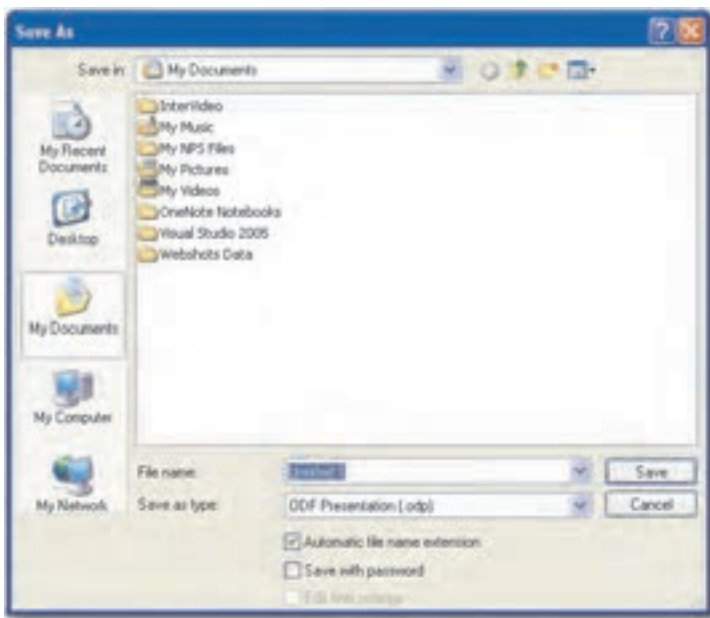 Save As
Save in: My Documents
My Recent Documents
Desktop
My Documents
My Computer
My Network
InterVideo
My Music
My NPS Files
My Pictures
My Videos
OneNote Notebooks
Visual Studio 2005
Webshots Data
File name:
Save
Save as type: ODF Presentation (.odp)
Cancel
Automatic file name extension
Save with password